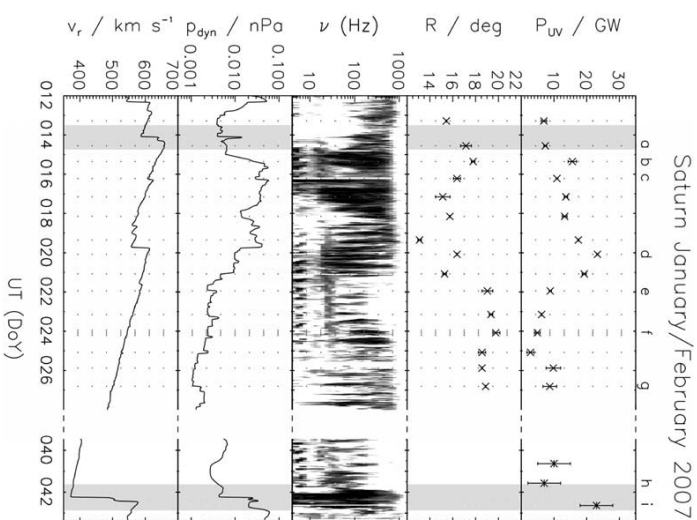 Saturn January/February 2007
a b c d e f g h i
P_UV / GW
10 20 30
R / deg
14 16 18 20 22
ν (Hz)
10 100 1000
p_dyn / nPa
0.001 0.010 0.100
v_r / km s⁻¹
400 500 600 700
012 014 016 018 020 022 024 026 040 042
UT (DoY)